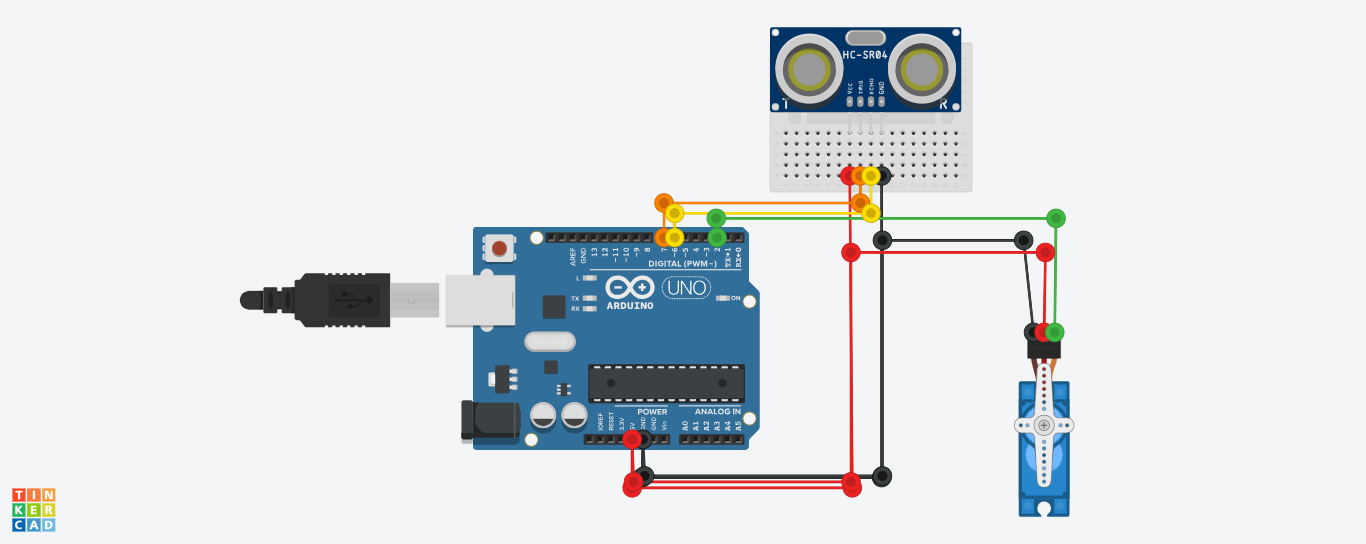 HC-SR04
T
R
VCC
TRIG
ECHO
GND
AREF
GND
13
12
~11
~10
~9
8
7
~6
~5
4
~3
2
TX→1
RX←0
DIGITAL (PWM~)
L
TX
RX
ARDUINO
UNO
ON
POWER
ANALOG IN
IOREF
RESET
3.3V
5V
GND
GND
Vin
A0
A1
A2
A3
A4
A5
TIN
KER
CAD